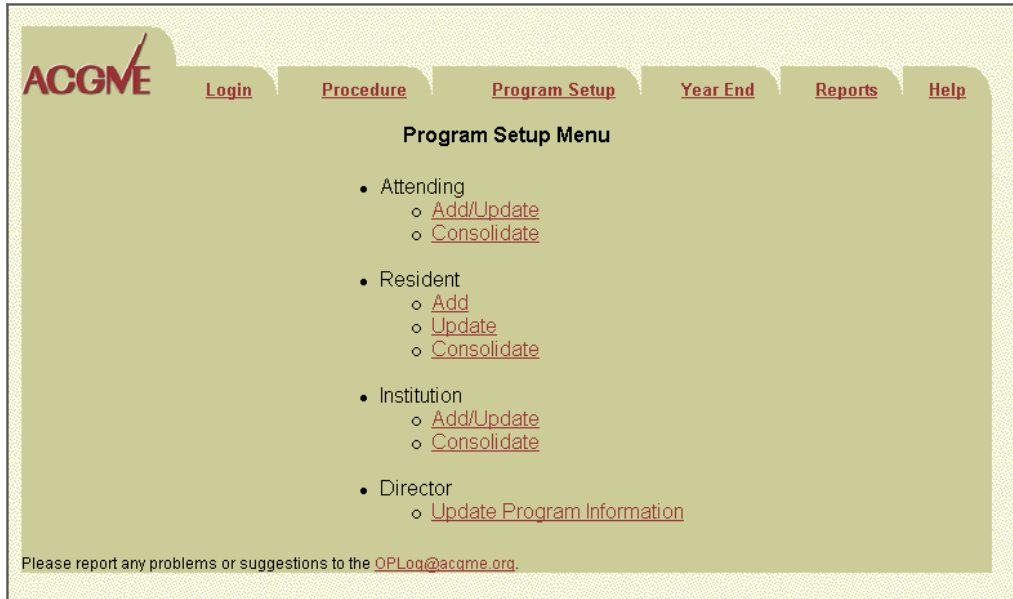 ACGME
Login Procedure Program Setup Year End Reports Help
Program Setup Menu
Attending
Add/Update
Consolidate
Resident
Add
Update
Consolidate
Institution
Add/Update
Consolidate
Director
Update Program Information
Please report any problems or suggestions to the OPLog@acgme.org.